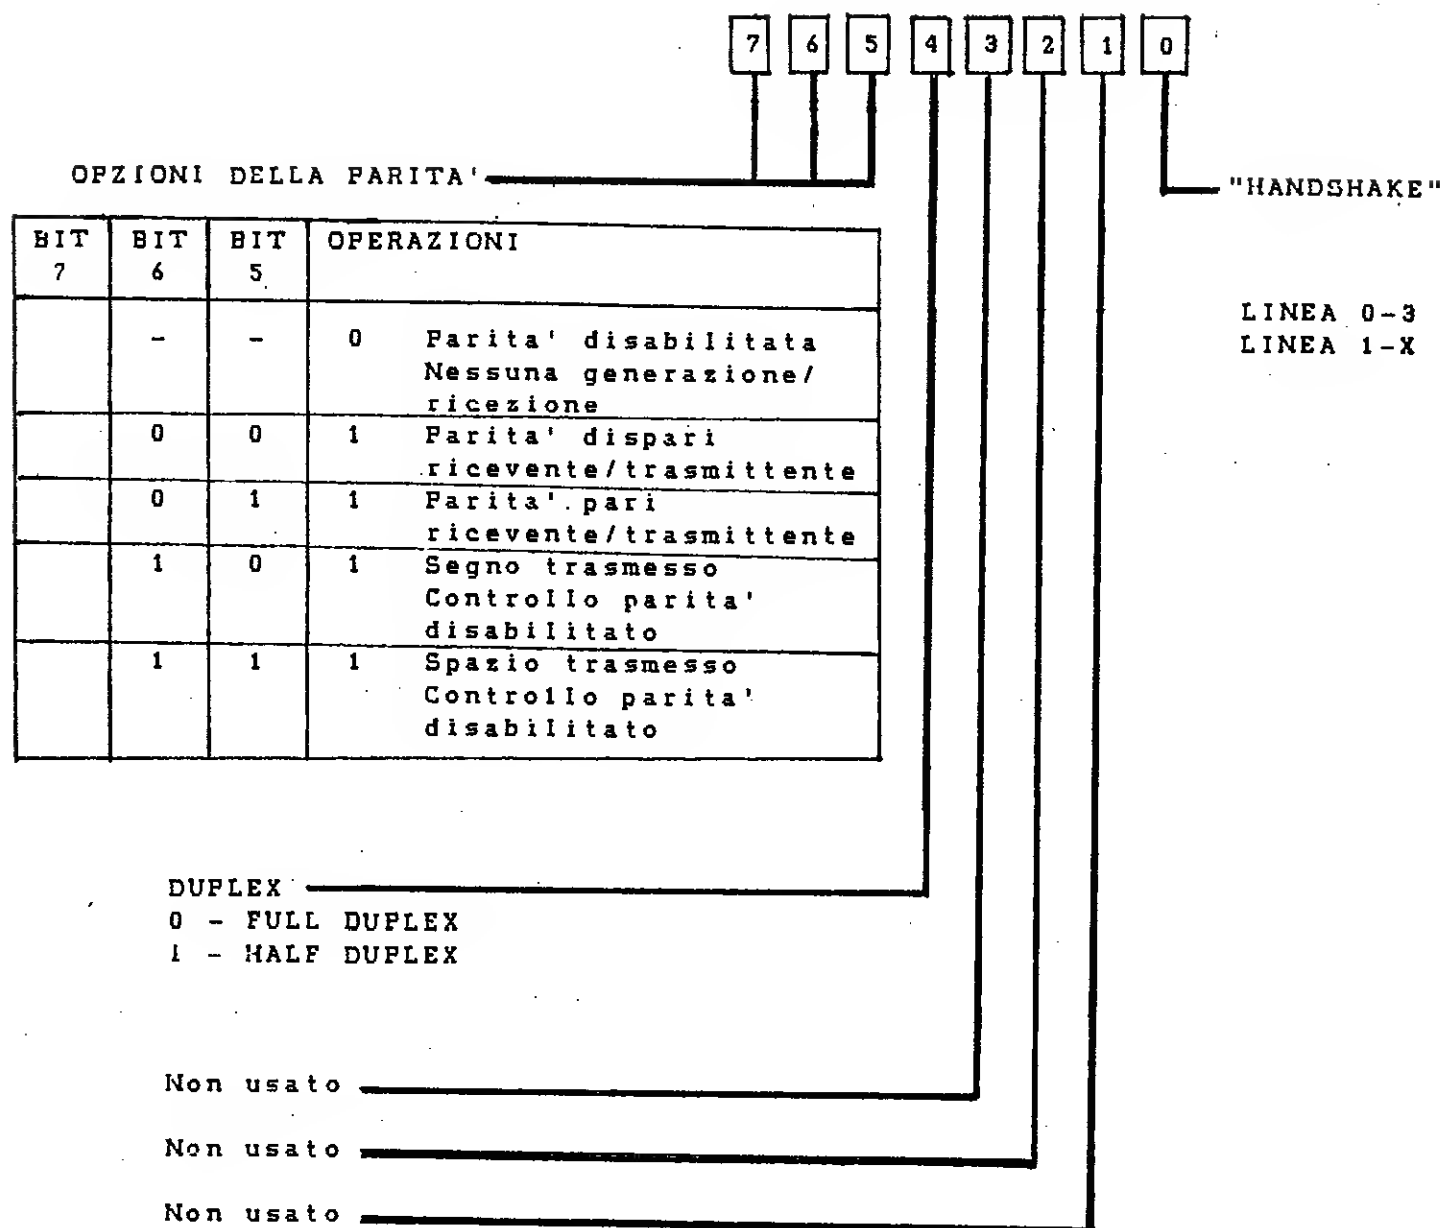 7 6 5 4 3 2 1 0
OPZIONI DELLA PARITA'
"HANDSHAKE"
BIT 7 BIT 6 BIT 5 OPERAZIONI
- - 0 Parita' disabilitata
Nessuna generazione/
ricezione
0 0 1 Parita' dispari
ricevente/trasmittente
0 1 1 Parita' pari
ricevente/trasmittente
1 0 1 Segno trasmesso
Controllo parita'
disabilitato
1 1 1 Spazio trasmesso
Controllo parita'
disabilitato
LINEA 0-3
LINEA 1-X
DUPLEX
0 - FULL DUPLEX
1 - HALF DUPLEX
Non usato
Non usato
Non usato